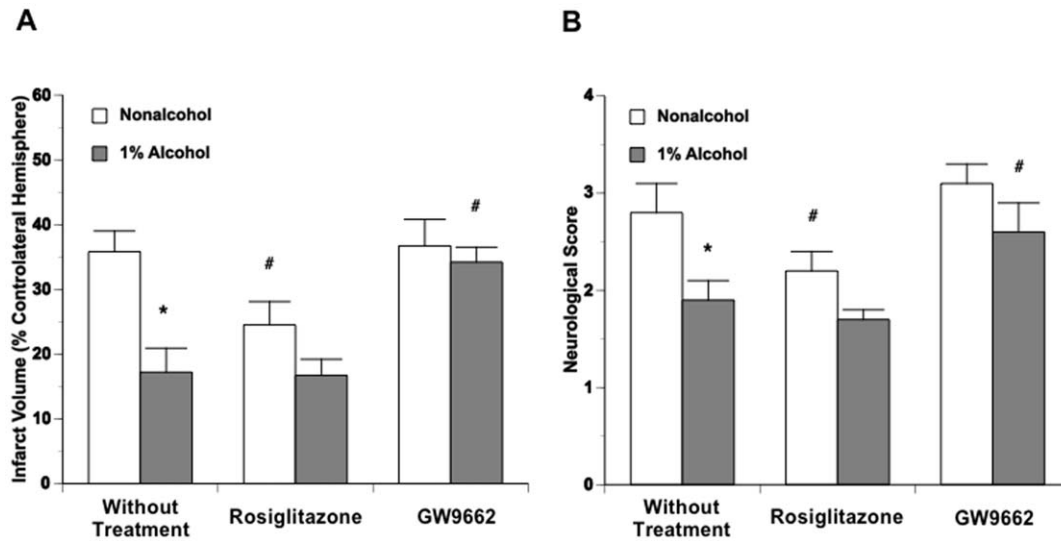 A
Infarct Volume (% Controlateral Hemisphere)
60
50
40
30
20
10
0
Nonalcohol
1% Alcohol
*
#
#
Without
Treatment
Rosiglitazone
GW9662
B
Neurological Score
4
3
2
1
0
Nonalcohol
1% Alcohol
*
#
#
Without
Treatment
Rosiglitazone
GW9662